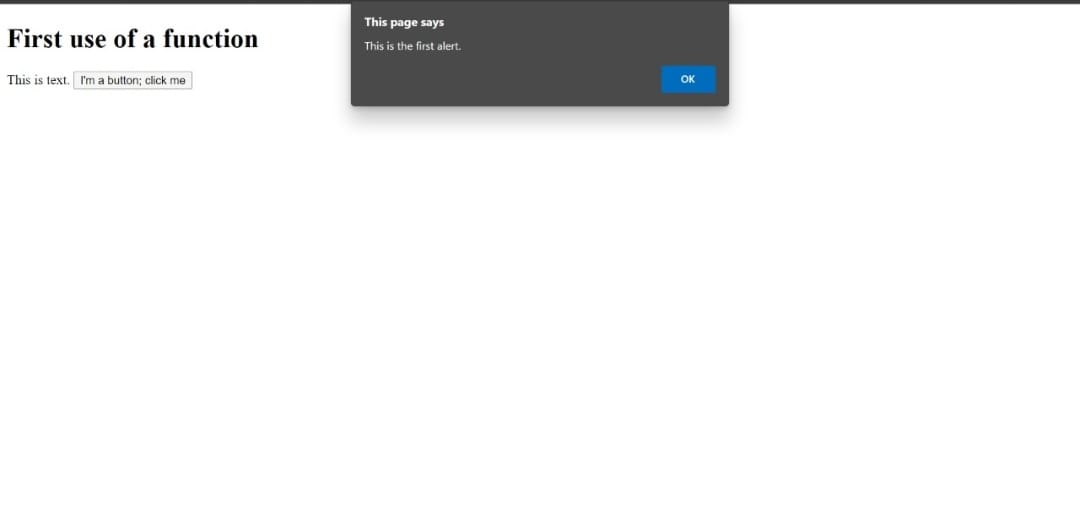 First use of a function
This is text. I'm a button; click me
This page says
This is the first alert.
OK